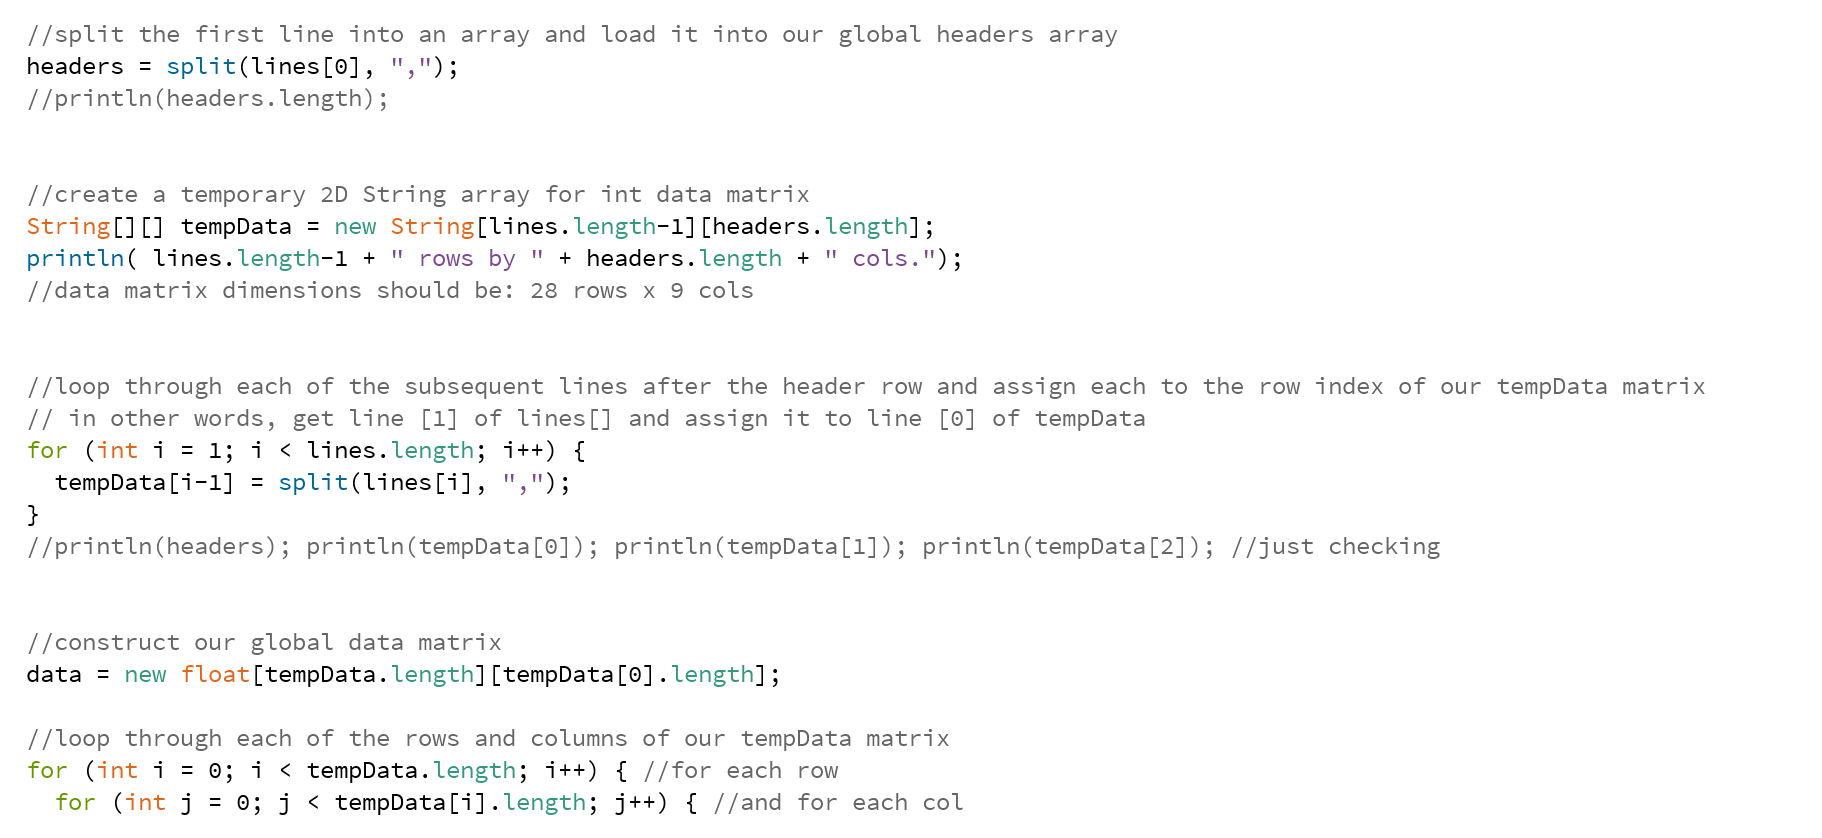 //split the first line into an array and load it into our global headers array
headers = split(lines[0], ",");
//println(headers.length);
//create a temporary 2D String array for int data matrix
String[][] tempData = new String[lines.length-1][headers.length];
println( lines.length-1 + " rows by " + headers.length + " cols.");
//data matrix dimensions should be: 28 rows x 9 cols
//loop through each of the subsequent lines after the header row and assign each to the row index of our tempData matrix
// in other words, get line [1] of lines[] and assign it to line [0] of tempData
for (int i = 1; i < lines.length; i++) {
  tempData[i-1] = split(lines[i], ",");
}
//println(headers); println(tempData[0]); println(tempData[1]); println(tempData[2]); //just checking
//construct our global data matrix
data = new float[tempData.length][tempData[0].length];
//loop through each of the rows and columns of our tempData matrix
for (int i = 0; i < tempData.length; i++) { //for each row
  for (int j = 0; j < tempData[i].length; j++) { //and for each col